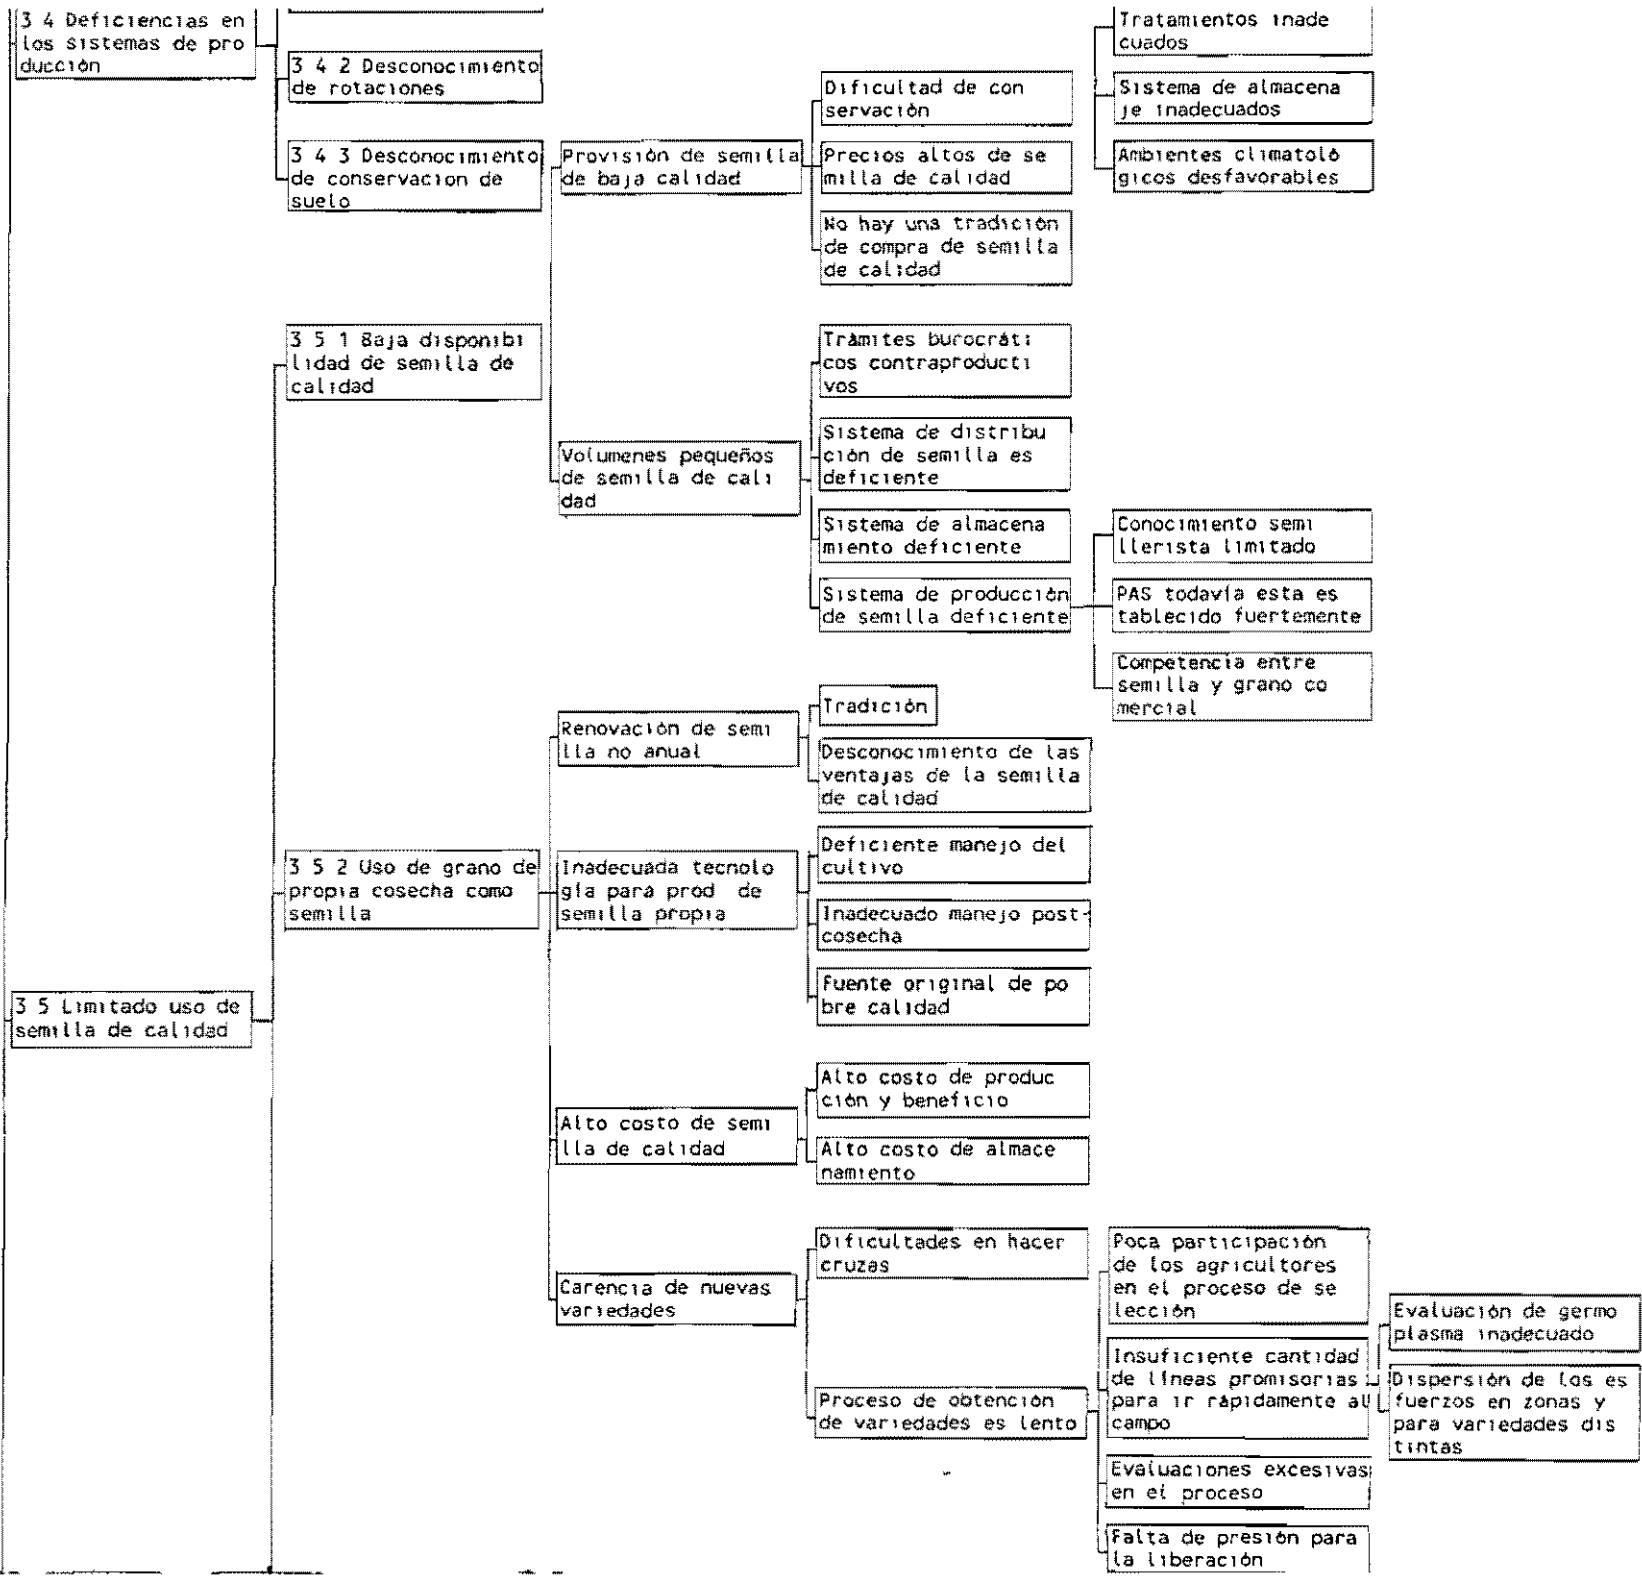 3 4 Deficiencias en
los sistemas de pro
ducción
3 4 2 Desconocimiento
de rotaciones
3 4 3 Desconocimiento
de conservacion de
suelo
Provisión de semilla
de baja calidad
Dificultad de con
servación
Precios altos de se
milla de calidad
No hay una tradición
de compra de semilla
de calidad
Tratamientos inade
cuados
Sistema de almacena
je inadecuados
Ambientes climatoló
gicos desfavorables
3 5 1 Baja disponibi
lidad de semilla de
calidad
Volumenes pequeños
de semilla de cali
dad
Trámites burocráti
cos contraproducti
vos
Sistema de distribu
ción de semilla es
deficiente
Sistema de almacena
miento deficiente
Sistema de producción
de semilla deficiente
Conocimiento semi
llerista limitado
PAS todavía esta es
tablecido fuertemente
Competencia entre
semilla y grano co
mercial
Renovación de semi
lla no anual
Tradición
Desconocimiento de las
ventajas de la semilla
de calidad
3 5 2 Uso de grano de
propia cosecha como
semilla
Inadecuada tecnolo
gía para prod de
semilla propia
Deficiente manejo del
cultivo
Inadecuado manejo post-
cosecha
Fuente original de po
bre calidad
3 5 Limitado uso de
semilla de calidad
Alto costo de semi
lla de calidad
Alto costo de produc
ción y beneficio
Alto costo de almace
namiento
Carencia de nuevas
variedades
Dificultades en hacer
cruzas
Proceso de obtención
de variedades es lento
Poca participación
de los agricultores
en el proceso de se
lección
Insuficiente cantidad
de líneas promisorias
para ir rápidamente al
campo
Evaluaciones excesivas
en el proceso
Falta de presión para
la liberación
Evaluación de germo
plasma inadecuado
Dispersión de los es
fuerzos en zonas y
para variedades dis
tintas